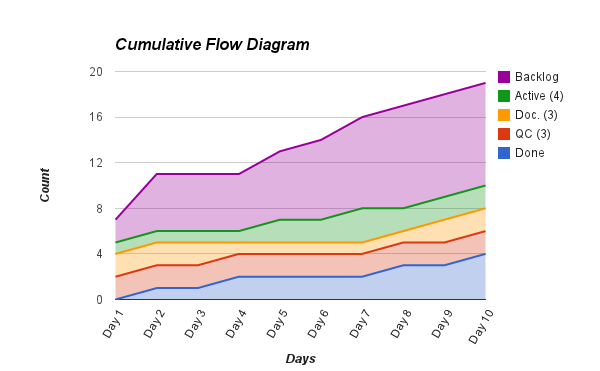 Cumulative Flow Diagram
20
16
12
8
4
0
Count
Day 1
Day 2
Day 3
Day 4
Day 5
Day 6
Day 7
Day 8
Day 9
Day 10
Days
Backlog
Active (4)
Doc. (3)
QC (3)
Done